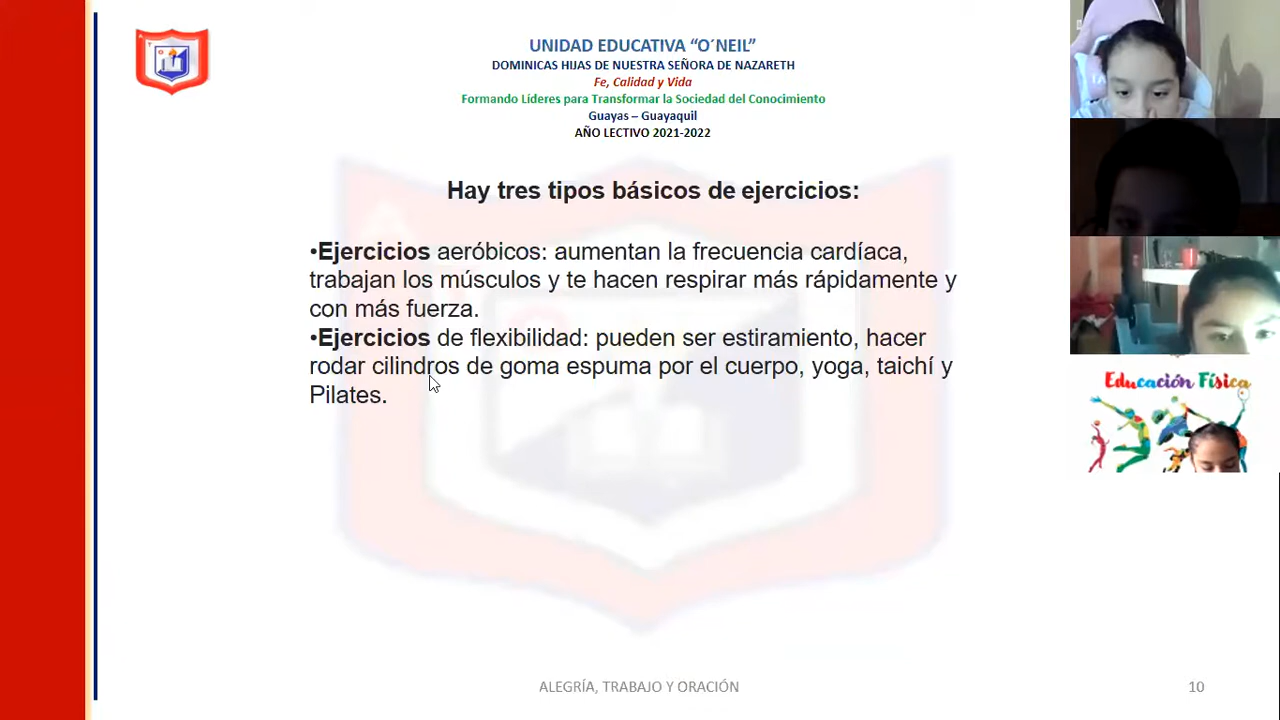 UNIDAD EDUCATIVA “O´NEIL”
DOMINICAS HIJAS DE NUESTRA SEÑORA DE NAZARETH
Fe, Calidad y Vida
Formando Líderes para Transformar la Sociedad del Conocimiento
Guayas – Guayaquil
AÑO LECTIVO 2021-2022
Hay tres tipos básicos de ejercicios:
•Ejercicios aeróbicos: aumentan la frecuencia cardíaca,
trabajan los músculos y te hacen respirar más rápidamente y
con más fuerza.
•Ejercicios de flexibilidad: pueden ser estiramiento, hacer
rodar cilindros de goma espuma por el cuerpo, yoga, taichí y
Pilates.
Educación Física
ALEGRÍA, TRABAJO Y ORACIÓN
10